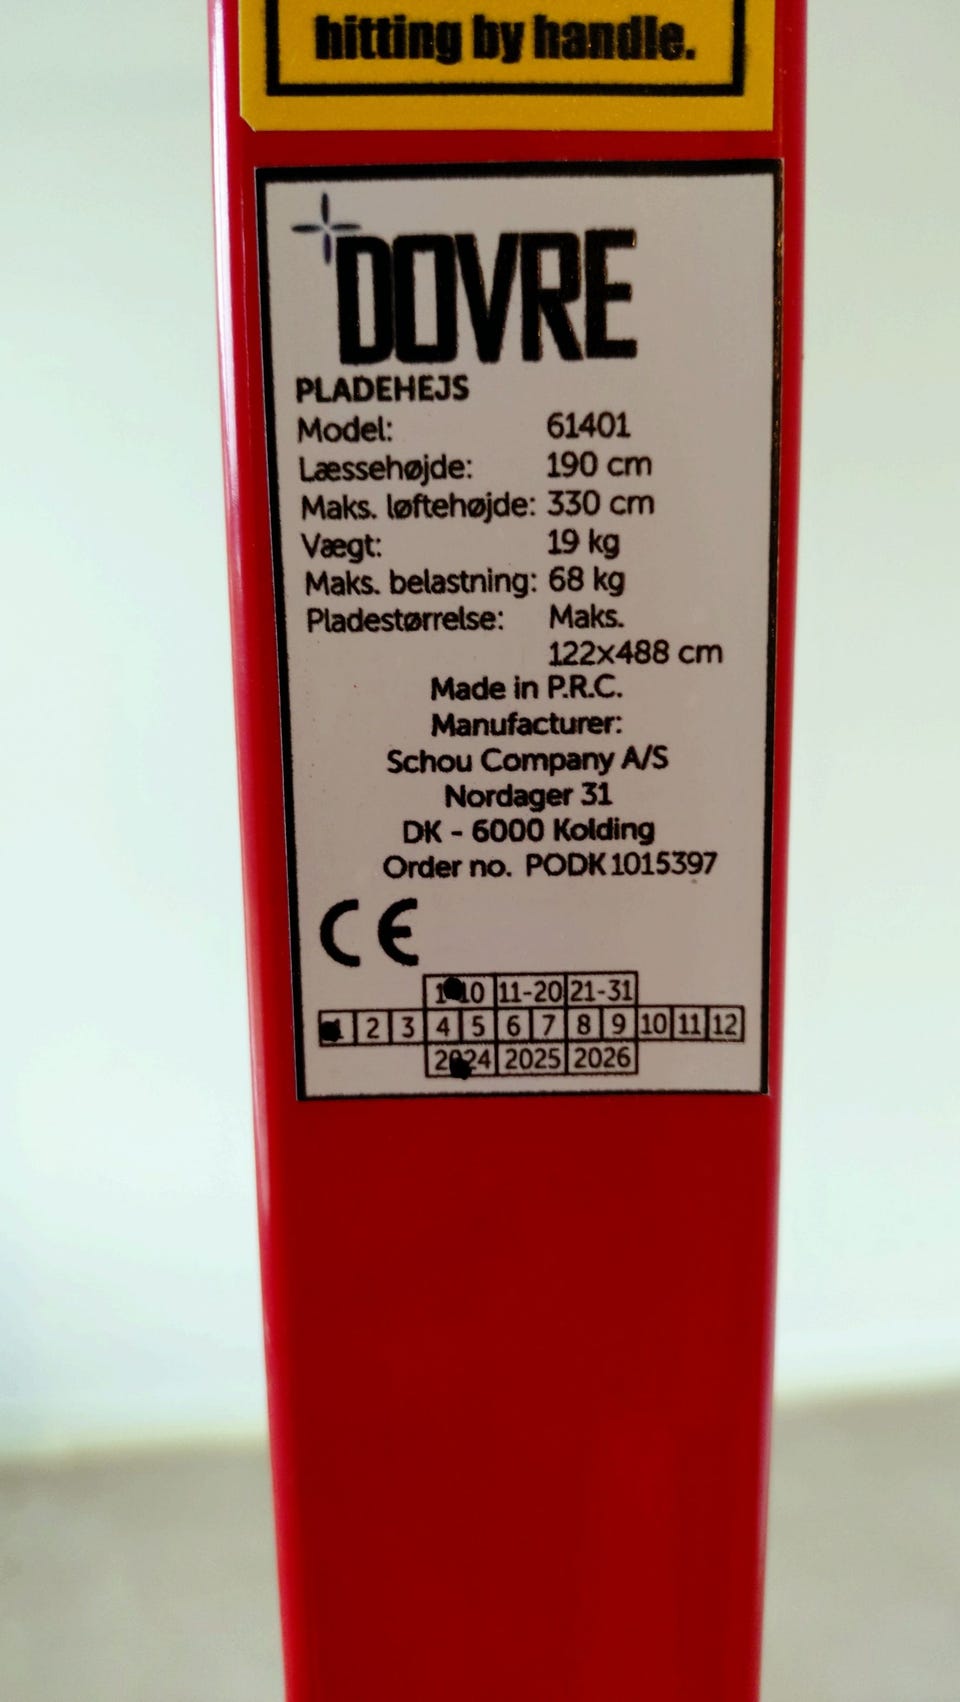 hitting by handle.
DOVRE
PLADEHEJS
Model: 61401
Læssehøjde: 190 cm
Maks. løftehøjde: 330 cm
Vægt: 19 kg
Maks. belastning: 68 kg
Pladestørrelse: Maks.
122x488 cm
Made in P.R.C.
Manufacturer:
Schou Company A/S
Nordager 31
DK - 6000 Kolding
Order no. PODK1015397
CE
1-10 11-20 21-31
1 2 3 4 5 6 7 8 9 10 11 12
2024 2025 2026